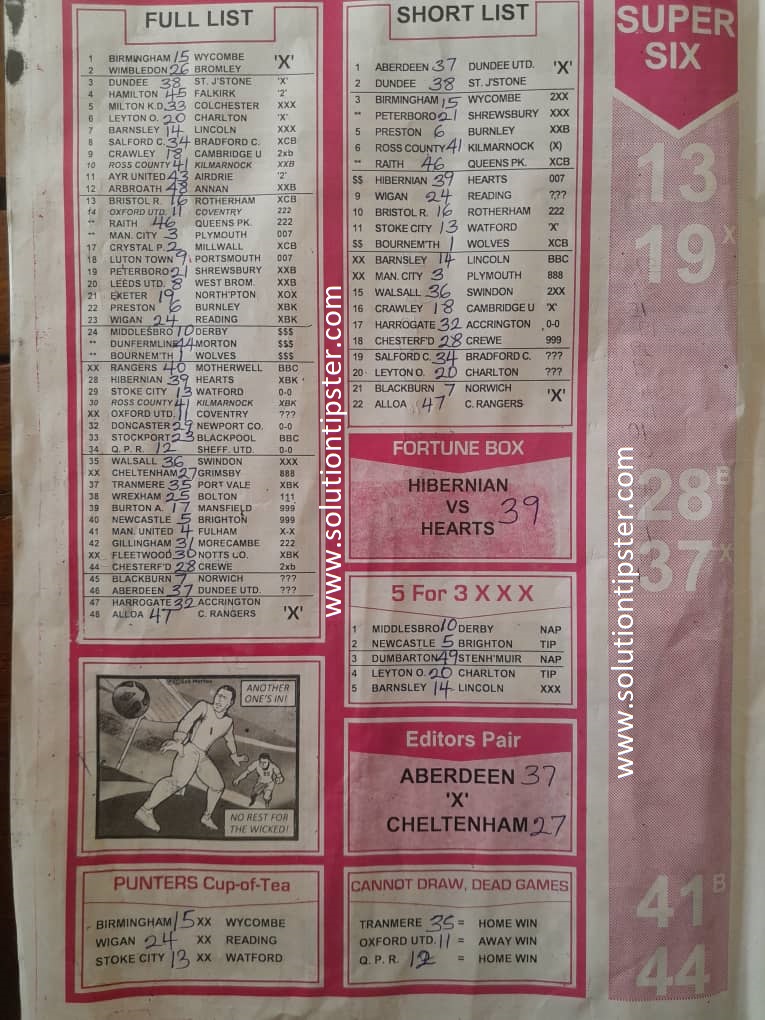 FULL LIST
1 BIRMINGHAM 15 WYCOMBE 'X'
2 WIMBLEDON 26 BROMLEY
3 DUNDEE 38 ST. J'STONE 'X'
4 HAMILTON 45 FALKIRK '2'
5 MILTON K.D. 33 COLCHESTER XXX
6 LEYTON O. 20 CHARLTON 'X'
7 BARNSLEY 14 LINCOLN XXX
8 SALFORD C. 34 BRADFORD C. XCB
9 CRAWLEY 18 CAMBRIDGE U 2xb
10 ROSS COUNTY 41 KILMARNOCK XXB
11 AYR UNITED 43 AIRDRIE '2'
12 ARBROATH 48 ANNAN XXB
13 BRISTOL R. 16 ROTHERHAM XCB
14 OXFORD UTD. 11 COVENTRY 222
** RAITH 46 QUEENS PK. 222
** MAN. CITY 3 PLYMOUTH 007
17 CRYSTAL P. 2 MILLWALL XCB
18 LUTON TOWN 9 PORTSMOUTH 007
19 PETERBORO 21 SHREWSBURY XXB
20 LEEDS UTD. 8 WEST BROM. XXB
21 EXETER 19 NORTH'PTON XOX
22 PRESTON 6 BURNLEY XBK
23 WIGAN 24 READING XBK
24 MIDDLESBRO 10 DERBY $$$
** DUNFERMLINE 44 MORTON $$$
** BOURNEM'TH 1 WOLVES $$$
XX RANGERS 40 MOTHERWELL BBC
28 HIBERNIAN 39 HEARTS XBK
29 STOKE CITY 13 WATFORD 0-0
30 ROSS COUNTY 41 KILMARNOCK XBK
XX OXFORD UTD. 11 COVENTRY ???
32 DONCASTER 29 NEWPORT CO. 0-0
33 STOCKPORT 23 BLACKPOOL BBC
34 Q. P. R. 12 SHEFF. UTD. 0-0
35 WALSALL 36 SWINDON XXX
XX CHELTENHAM 27 GRIMSBY 888
37 TRANMERE 35 PORT VALE XBK
38 WREXHAM 25 BOLTON 111
39 BURTON A. 17 MANSFIELD 999
40 NEWCASTLE 5 BRIGHTON 999
41 MAN. UNITED 4 FULHAM X-X
42 GILLINGHAM 31 MORECAMBE 222
XX FLEETWOOD 30 NOTTS CO. XBK
44 CHESTERF'D 28 CREWE 2xb
45 BLACKBURN 7 NORWICH ???
46 ABERDEEN 37 DUNDEE UTD. ???
47 HARROGATE 32 ACCRINGTON
48 ALLOA 47 C. RANGERS 'X'
ANOTHER
ONE'S IN!
NO REST FOR
THE WICKED!
PUNTERS Cup-of-Tea
BIRMINGHAM 15 XX WYCOMBE
WIGAN 24 XX READING
STOKE CITY 13 XX WATFORD
SHORT LIST
1 ABERDEEN 37 DUNDEE UTD. 'X'
2 DUNDEE 38 ST. J'STONE
3 BIRMINGHAM 15 WYCOMBE 2XX
** PETERBORO 21 SHREWSBURY XXX
5 PRESTON 6 BURNLEY XXB
6 ROSS COUNTY 41 KILMARNOCK (X)
** RAITH 46 QUEENS PK. XCB
$$ HIBERNIAN 39 HEARTS 007
9 WIGAN 24 READING ???
10 BRISTOL R. 16 ROTHERHAM 222
11 STOKE CITY 13 WATFORD 'X'
$$ BOURNEM'TH 1 WOLVES XCB
XX BARNSLEY 14 LINCOLN BBC
XX MAN. CITY 3 PLYMOUTH 888
15 WALSALL 36 SWINDON 2XX
16 CRAWLEY 18 CAMBRIDGE U 'X'
17 HARROGATE 32 ACCRINGTON 0-0
18 CHESTERF'D 28 CREWE 999
19 SALFORD C. 34 BRADFORD C. ???
20 LEYTON O. 20 CHARLTON ???
21 BLACKBURN 7 NORWICH 'X'
22 ALLOA 47 C. RANGERS
FORTUNE BOX
HIBERNIAN
VS 39
HEARTS
5 For 3 X X X
1 MIDDLESBRO 10 DERBY NAP
2 NEWCASTLE 5 BRIGHTON TIP
3 DUMBARTON 49 STENH'MUIR NAP
4 LEYTON O. 20 CHARLTON TIP
5 BARNSLEY 14 LINCOLN XXX
Editors Pair
ABERDEEN 37
'X'
CHELTENHAM 27
CANNOT DRAW, DEAD GAMES
TRANMERE 35 = HOME WIN
OXFORD UTD. 11 = AWAY WIN
Q. P. R. 12 = HOME WIN
SUPER
SIX
13
19 X
28 B
37 X
41 B
44
www.solutiontipster.com
www.solutiontipster.com